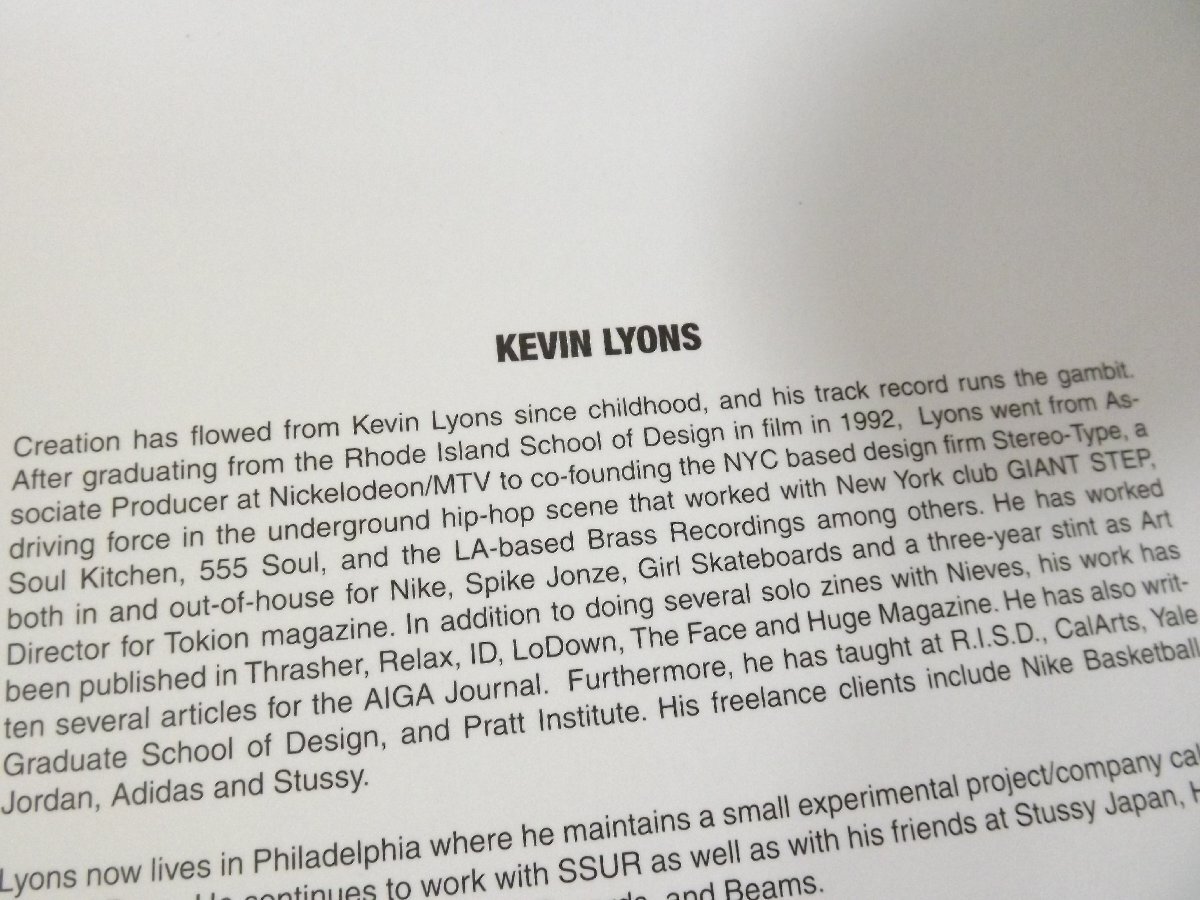 KEVIN LYONS
Creation has flowed from Kevin Lyons since childhood, and his track record runs the gambit.
After graduating from the Rhode Island School of Design in film in 1992, Lyons went from As-
sociate Producer at Nickelodeon/MTV to co-founding the NYC based design firm Stereo-Type, a
driving force in the underground hip-hop scene that worked with New York club GIANT STEP,
Soul Kitchen, 555 Soul, and the LA-based Brass Recordings among others. He has worked
both in and out-of-house for Nike, Spike Jonze, Girl Skateboards and a three-year stint as Art
Director for Tokion magazine. In addition to doing several solo zines with Nieves, his work has
been published in Thrasher, Relax, ID, LoDown, The Face and Huge Magazine. He has also writ-
ten several articles for the AIGA Journal. Furthermore, he has taught at R.I.S.D., CalArts, Yale
Graduate School of Design, and Pratt Institute. His freelance clients include Nike Basketball
Jordan, Adidas and Stussy.
Lyons now lives in Philadelphia where he maintains a small experimental project/company
He continues to work with SSUR as well as with his friends at Stussy Japan,
and Beams.